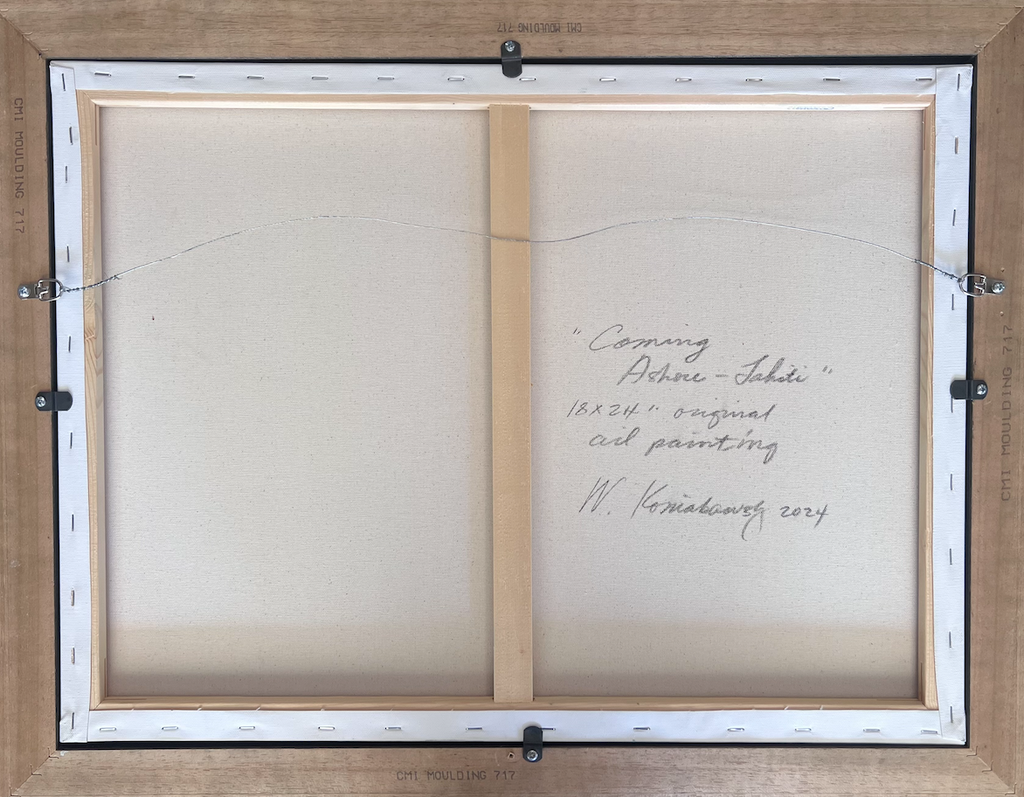 CMI MOULDING 717
CMI MOULDING 717
"Coming
Ashore - Tahiti"
18x24" original
oil painting
W. Koniakowsky 2024
CMI MOULDING 717
CMI MOULDING 717